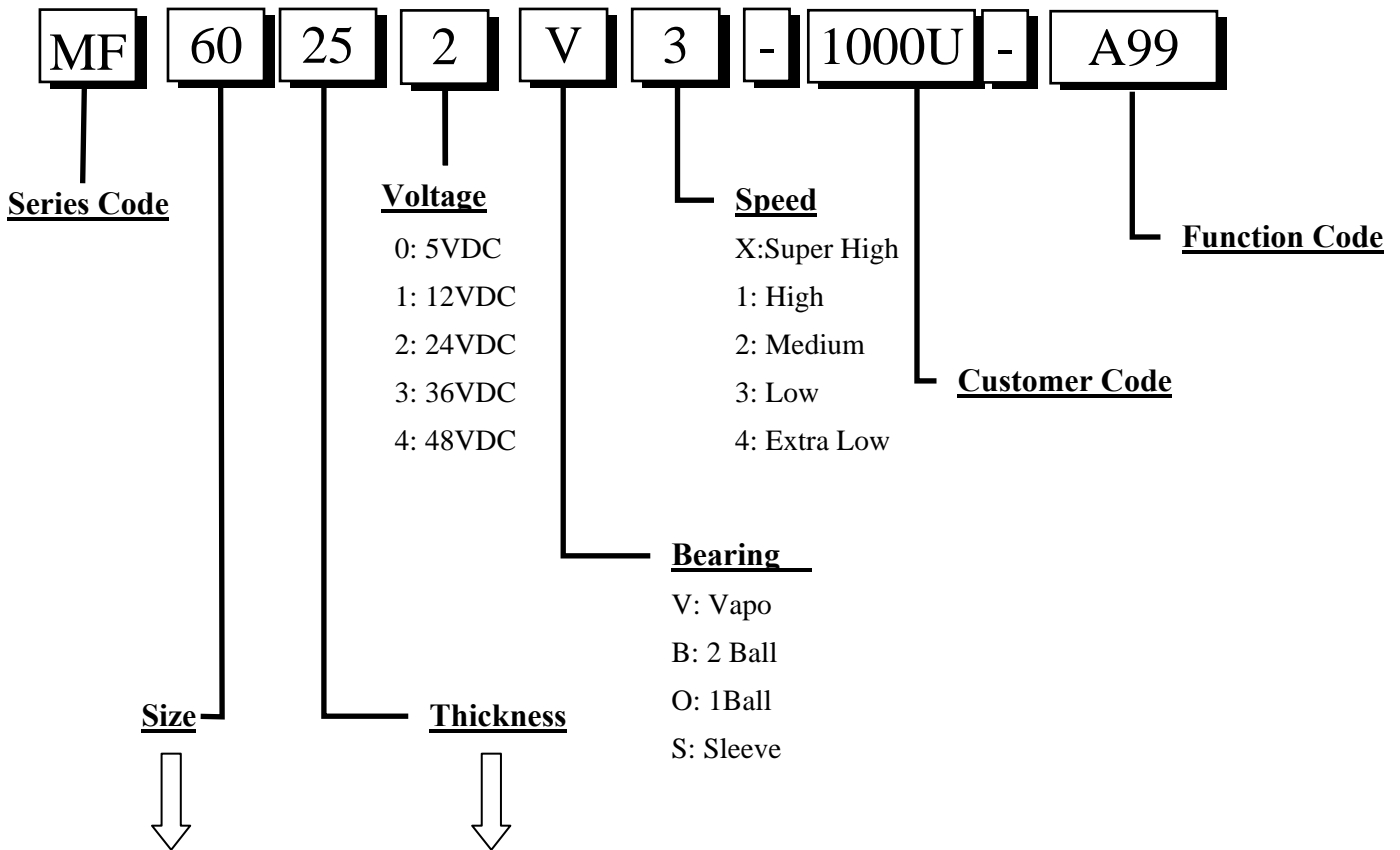 MF 60 25 2 V 3 - 1000U - A99
Series Code
Voltage
0: 5VDC
1: 12VDC
2: 24VDC
3: 36VDC
4: 48VDC
Speed
X:Super High
1: High
2: Medium
3: Low
4: Extra Low
Function Code
Customer Code
Bearing
V: Vapo
B: 2 Ball
O: 1Ball
S: Sleeve
Size
Thickness